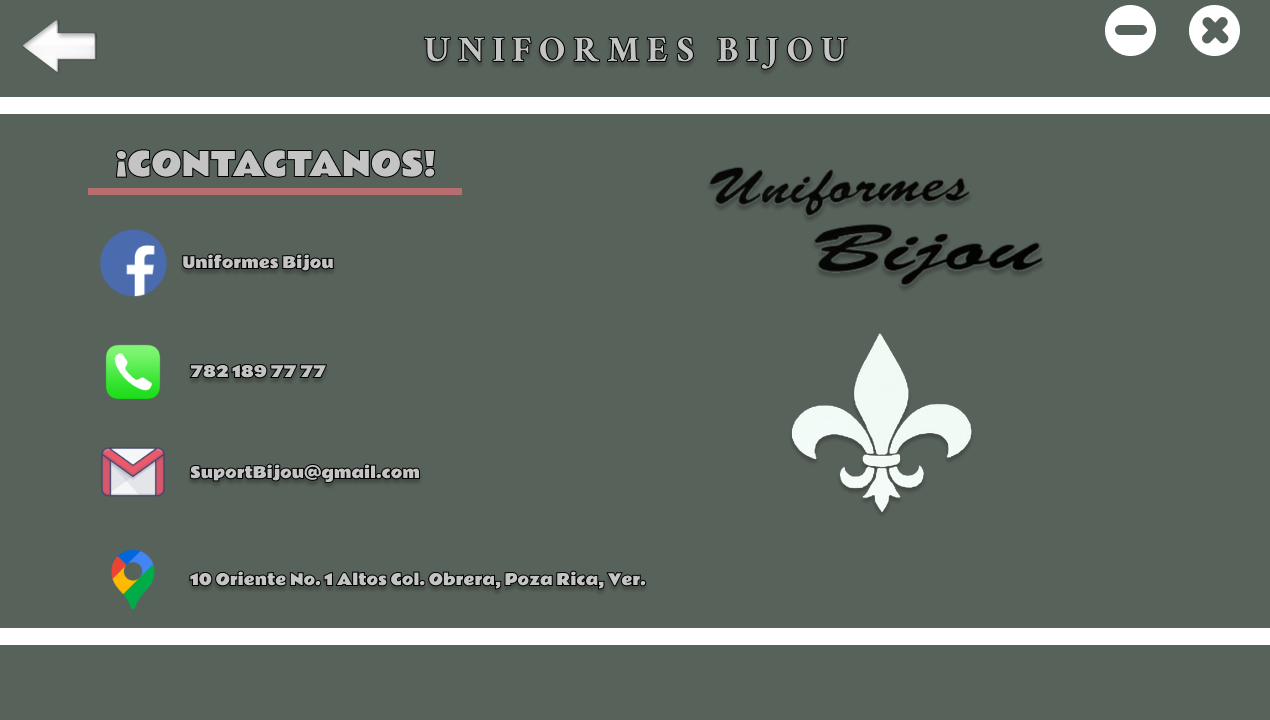 UNIFORMES BIJOU
¡CONTACTANOS!
Uniformes
Bijou
Uniformes Bijou
782 189 77 77
SuportBijou@gmail.com
10 Oriente No. 1 Altos Col. Obrera, Poza Rica, Ver.